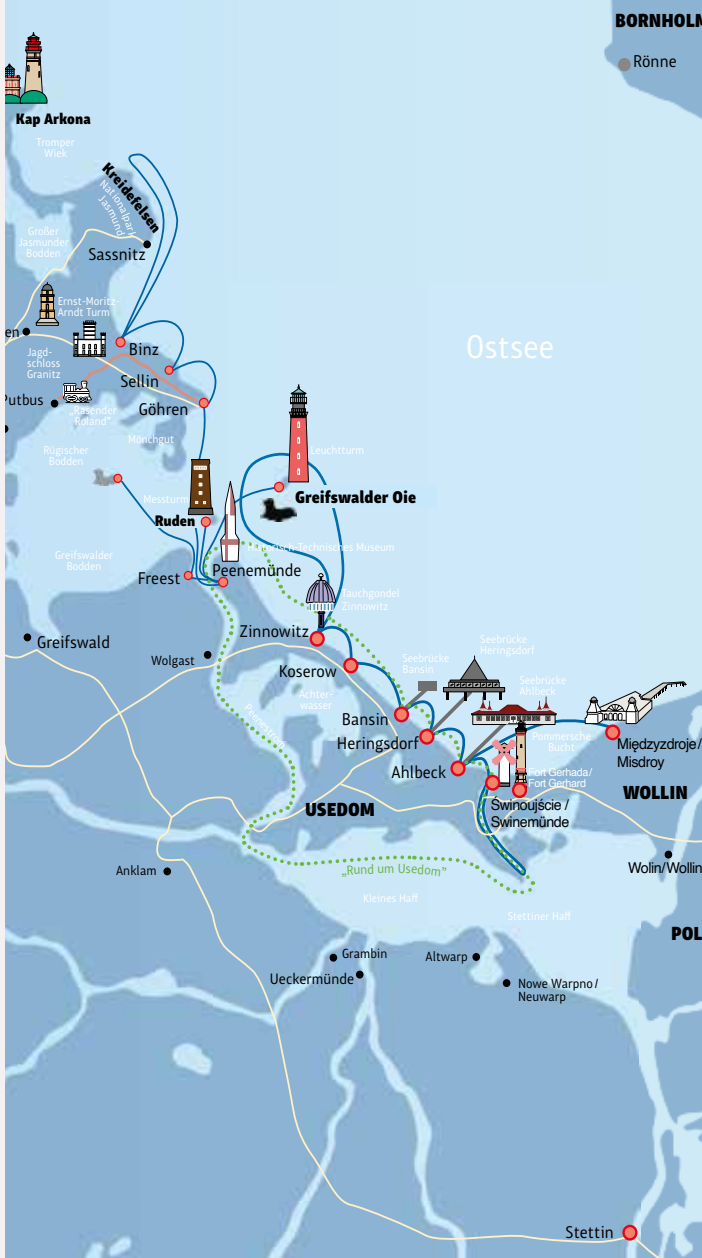 BORNHOLM
Rönne
Kap Arkona
Tromper
Wiek
Kreidefelsen
Nationalpark
Jasmund
Großer
Jasmunder
Bodden
Sassnitz
Ernst-Moritz-
Arndt Turm
en
Binz
Ostsee
Jagd-
schloss
Granitz
Sellin
Putbus
„Rasender
Roland"
Göhren
Mönchgut
Rügischer
Bodden
Leuchtturm
Messturm
Greifswalder Oie
Ruden
Historisch-Technisches Museum
Greifswalder
Bodden
Freest
Peenemünde
Tauchgondel
Zinnowitz
Zinnowitz
Greifswald
Wolgast
Koserow
Seebrücke
Heringsdorf
Seebrücke
Bansin
Seebrücke
Ahlbeck
Achter-
wasser
Peenestrom
Bansin
Heringsdorf
Pommersche
Bucht
Międzyzdroje/
Misdroy
Ahlbeck
Fort Gerhada/
Fort Gerhard
WOLLIN
USEDOM
Świnoujście /
Swinemünde
Anklam
„Rund um Usedom"
Wolin/Wollin
Kleines Haff
Stettiner Haff
POL
Grambin
Altwarp
Ueckermünde
Nowe Warpno/
Neuwarp
Stettin